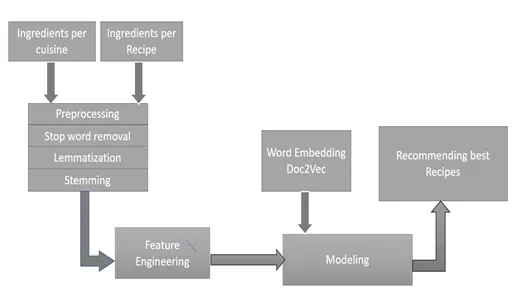 Ingredients per
cuisine
Ingredients per
Recipe
Preprocessing
Stop word removal
Lemmatization
Stemming
Word Embedding
Doc2Vec
Recommending best
Recipes
Feature
Engineering
Modeling